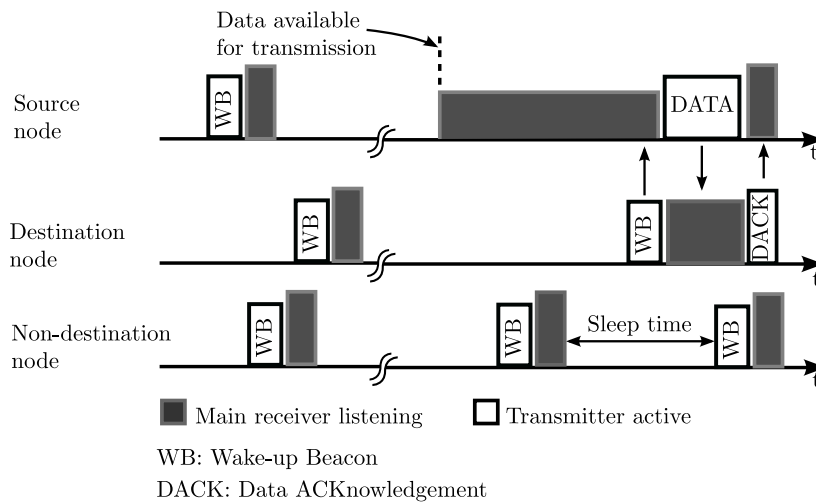 Data available
for transmission
Source
node
WB
DATA
t
Destination
node
WB
WB
DACK
t
Non-destination
node
WB
WB
Sleep time
WB
t
Main receiver listening
Transmitter active
WB: Wake-up Beacon
DACK: Data ACKnowledgement